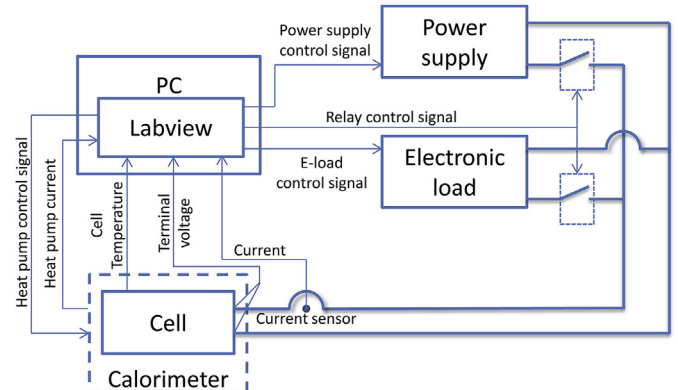 Power supply
control signal
Power
supply
PC
Labview
Relay control signal
E-load
control signal
Electronic
load
Heat pump control signal
Heat pump current
Cell
Temperature
Terminal
voltage
Current
Current sensor
Cell
Calorimeter